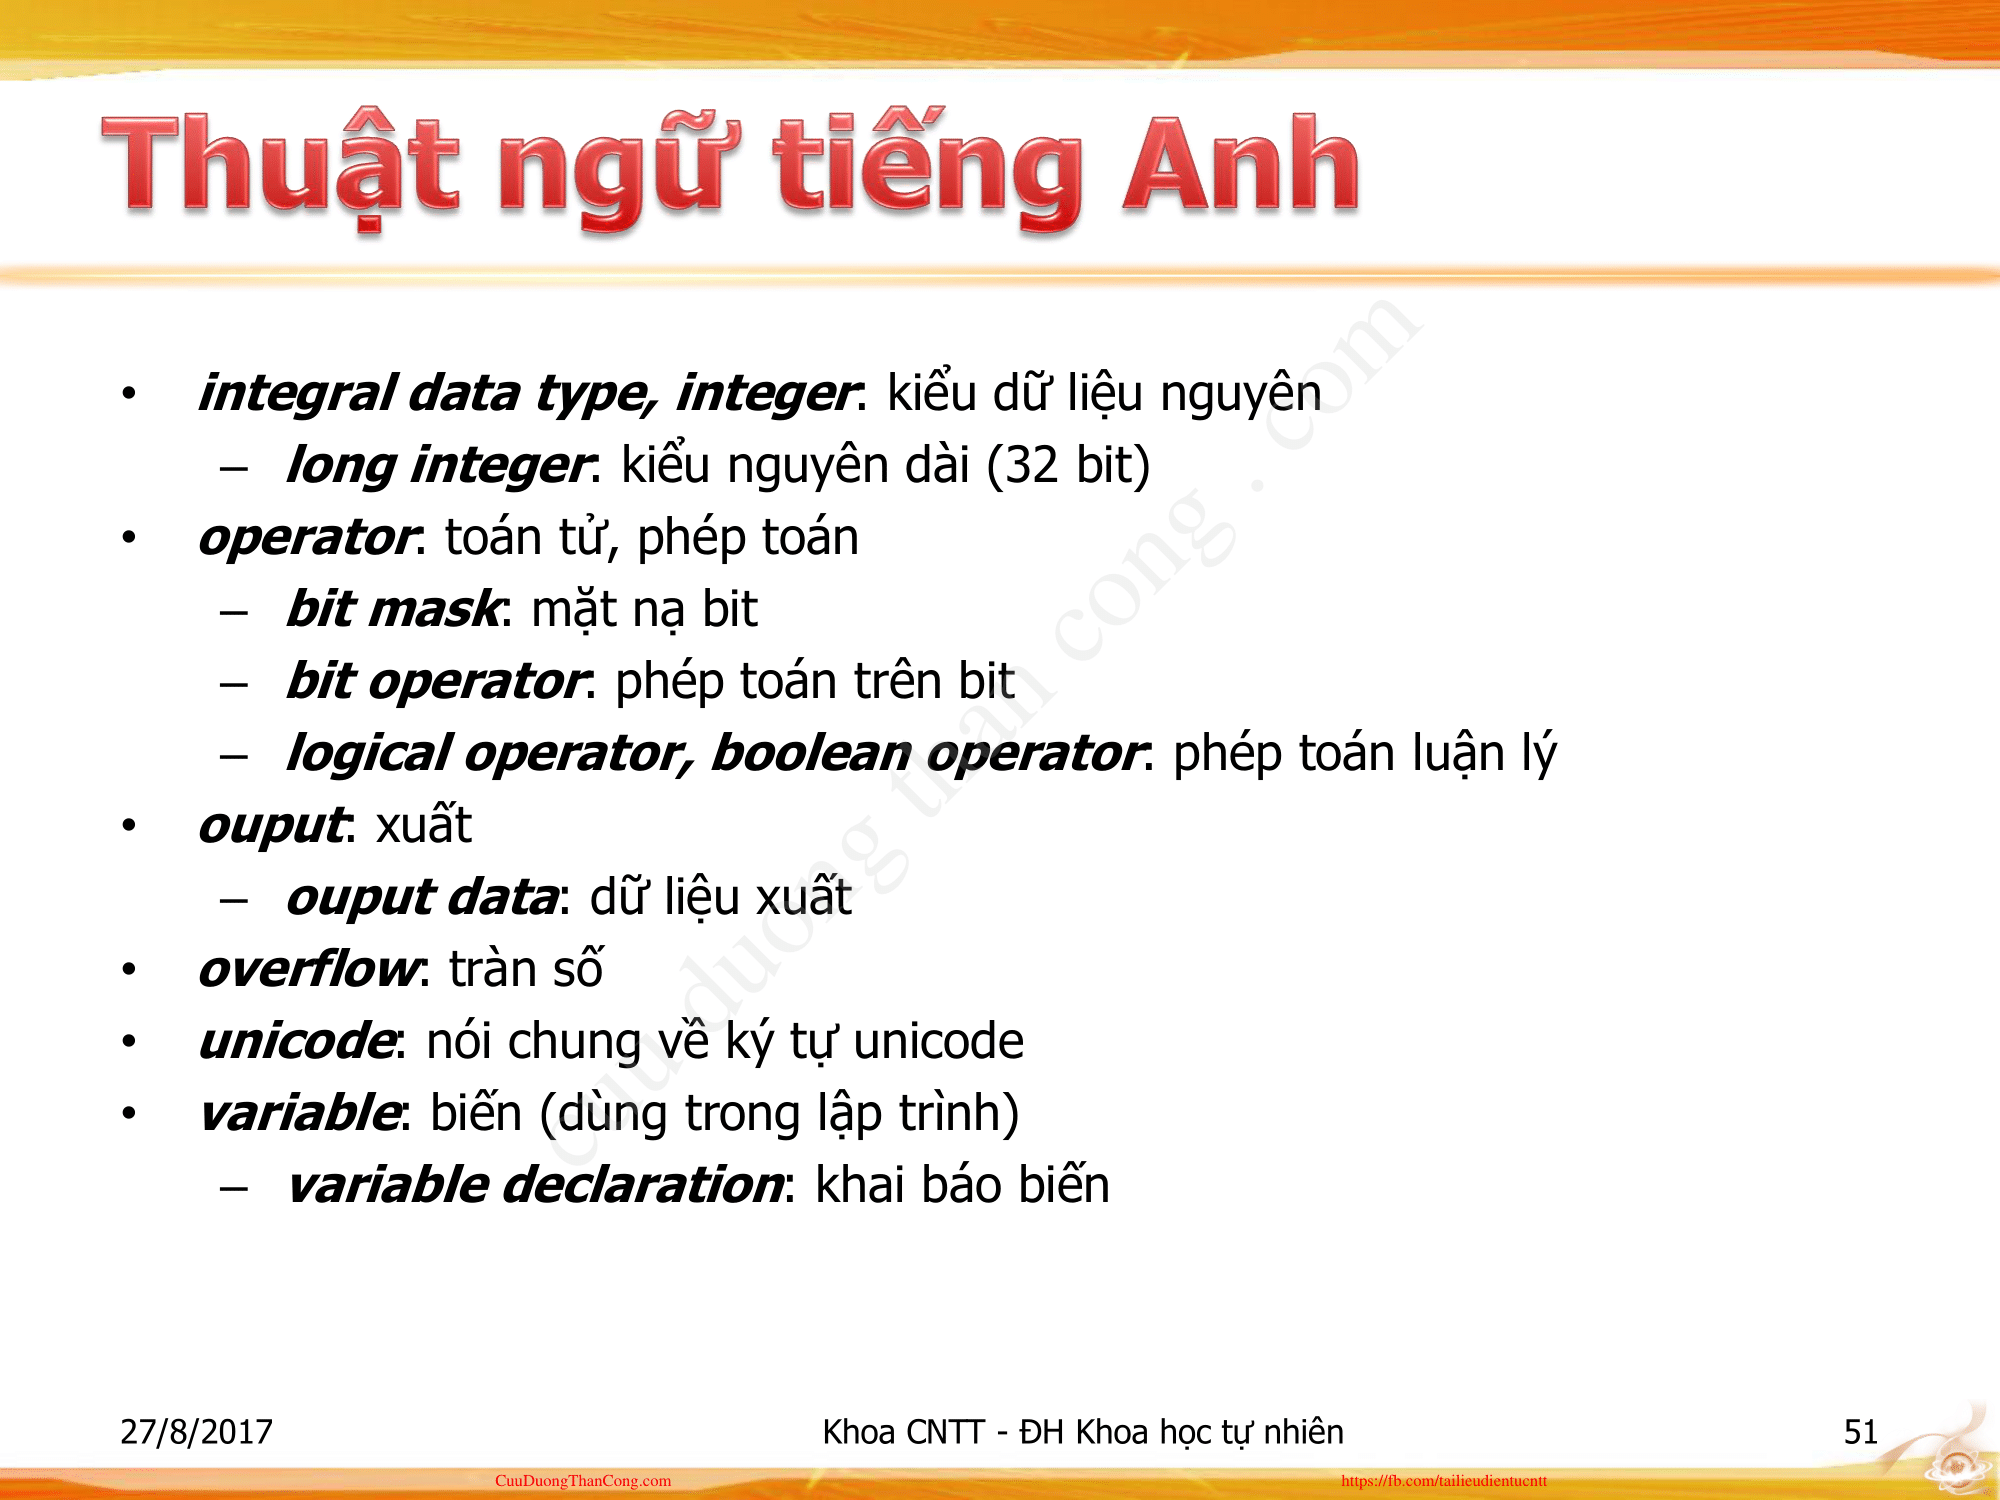 Thuật ngữ tiếng Anh
• integral data type, integer: kiểu dữ liệu nguyên
– long integer: kiểu nguyên dài (32 bit)
• operator: toán tử, phép toán
– bit mask: mặt nạ bit
– bit operator: phép toán trên bit
– logical operator, boolean operator: phép toán luận lý
• ouput: xuất
– ouput data: dữ liệu xuất
• overflow: tràn số
• unicode: nói chung về ký tự unicode
• variable: biến (dùng trong lập trình)
– variable declaration: khai báo biến
cuu duong than cong . com
27/8/2017
Khoa CNTT - ĐH Khoa học tự nhiên
51
CuuDuongThanCong.com
https://fb.com/tailieudientucntt